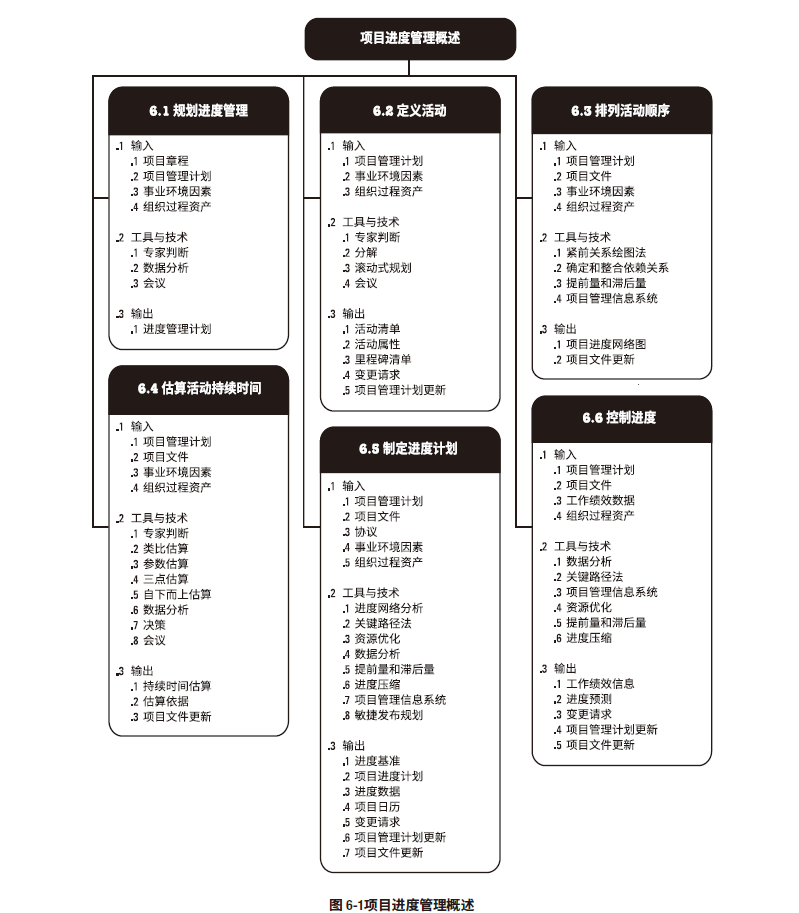 项目进度管理概述
6.1 规划进度管理
.1 输入
.1 项目章程
.2 项目管理计划
.3 事业环境因素
.4 组织过程资产
.2 工具与技术
.1 专家判断
.2 数据分析
.3 会议
.3 输出
.1 进度管理计划
6.2 定义活动
.1 输入
.1 项目管理计划
.2 事业环境因素
.3 组织过程资产
.2 工具与技术
.1 专家判断
.2 分解
.3 滚动式规划
.4 会议
.3 输出
.1 活动清单
.2 活动属性
.3 里程碑清单
.4 变更请求
.5 项目管理计划更新
6.3 排列活动顺序
.1 输入
.1 项目管理计划
.2 项目文件
.3 事业环境因素
.4 组织过程资产
.2 工具与技术
.1 紧前关系绘图法
.2 确定和整合依赖关系
.3 提前量和滞后量
.4 项目管理信息系统
.3 输出
.1 项目进度网络图
.2 项目文件更新
6.4 估算活动持续时间
.1 输入
.1 项目管理计划
.2 项目文件
.3 事业环境因素
.4 组织过程资产
.2 工具与技术
.1 专家判断
.2 类比估算
.3 参数估算
.4 三点估算
.5 自下而上估算
.6 数据分析
.7 决策
.8 会议
.3 输出
.1 持续时间估算
.2 估算依据
.3 项目文件更新
6.5 制定进度计划
.1 输入
.1 项目管理计划
.2 项目文件
.3 协议
.4 事业环境因素
.5 组织过程资产
.2 工具与技术
.1 进度网络分析
.2 关键路径法
.3 资源优化
.4 数据分析
.5 提前量和滞后量
.6 进度压缩
.7 项目管理信息系统
.8 敏捷发布规划
.3 输出
.1 进度基准
.2 项目进度计划
.3 进度数据
.4 项目日历
.5 变更请求
.6 项目管理计划更新
.7 项目文件更新
6.6 控制进度
.1 输入
.1 项目管理计划
.2 项目文件
.3 工作绩效数据
.4 组织过程资产
.2 工具与技术
.1 数据分析
.2 关键路径法
.3 项目管理信息系统
.4 资源优化
.5 提前量和滞后量
.6 进度压缩
.3 输出
.1 工作绩效信息
.2 进度预测
.3 变更请求
.4 项目管理计划更新
.5 项目文件更新
图 6-1项目进度管理概述